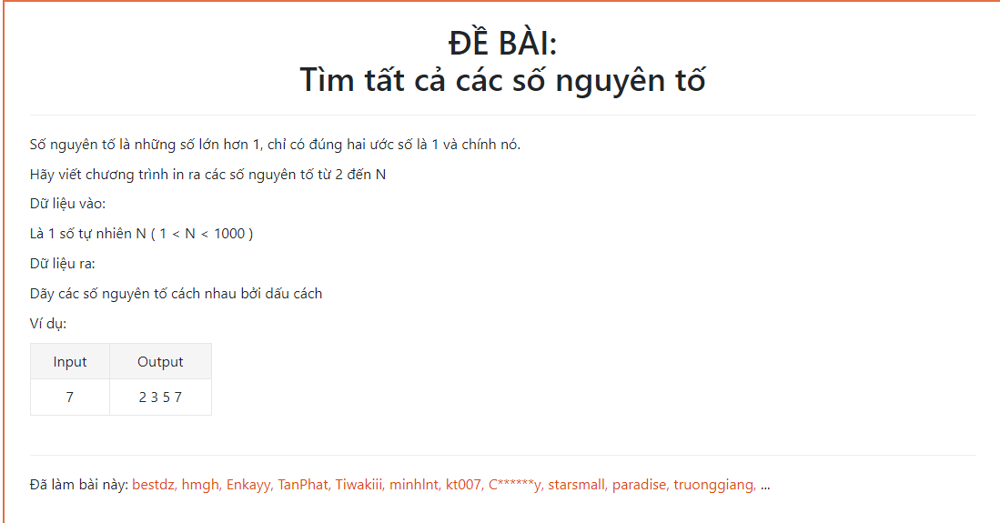 ĐỀ BÀI:
Tìm tất cả các số nguyên tố
Số nguyên tố là những số lớn hơn 1, chỉ có đúng hai ước số là 1 và chính nó.
Hãy viết chương trình in ra các số nguyên tố từ 2 đến N
Dữ liệu vào:
Là 1 số tự nhiên N ( 1 < N < 1000 )
Dữ liệu ra:
Dãy các số nguyên tố cách nhau bởi dấu cách
Ví dụ:
Input Output
7 2 3 5 7
Đã làm bài này: bestdz, hmgh, Enkayy, TanPhat, Tiwakiii, minhlnt, kt007, C******y, starsmall, paradise, truonggiang, ...